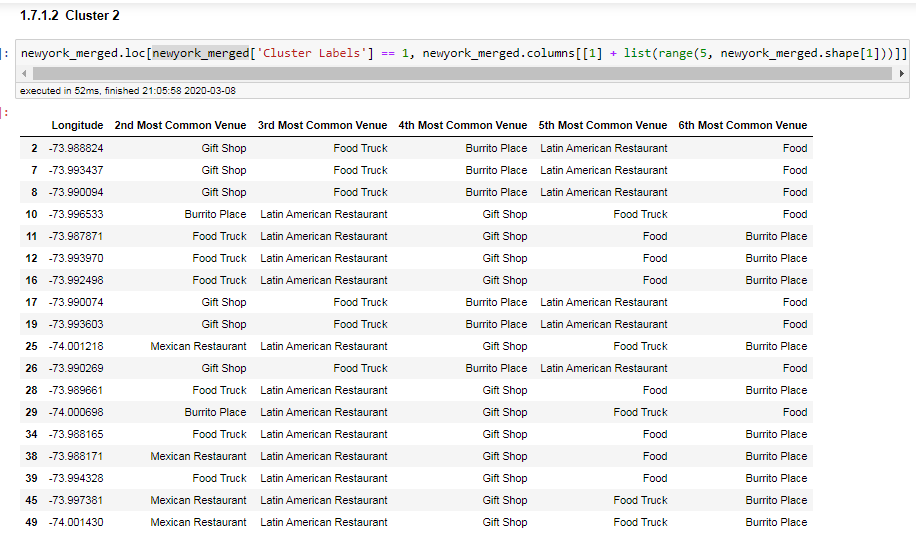 1.7.1.2 Cluster 2
]: newyork_merged.loc[newyork_merged['Cluster Labels'] == 1, newyork_merged.columns[[1] + list(range(5, newyork_merged.shape[1]))]]
executed in 52ms, finished 21:05:58 2020-03-08
]:
Longitude 2nd Most Common Venue 3rd Most Common Venue 4th Most Common Venue 5th Most Common Venue 6th Most Common Venue
2 -73.988824 Gift Shop Food Truck Burrito Place Latin American Restaurant Food
7 -73.993437 Gift Shop Food Truck Burrito Place Latin American Restaurant Food
8 -73.990094 Gift Shop Food Truck Burrito Place Latin American Restaurant Food
10 -73.996533 Burrito Place Latin American Restaurant Gift Shop Food Truck Food
11 -73.987871 Food Truck Latin American Restaurant Gift Shop Food Burrito Place
12 -73.993970 Food Truck Latin American Restaurant Gift Shop Food Burrito Place
16 -73.992498 Food Truck Latin American Restaurant Gift Shop Food Burrito Place
17 -73.990074 Gift Shop Food Truck Burrito Place Latin American Restaurant Food
19 -73.993603 Gift Shop Food Truck Burrito Place Latin American Restaurant Food
25 -74.001218 Mexican Restaurant Latin American Restaurant Gift Shop Food Truck Burrito Place
26 -73.990269 Gift Shop Food Truck Burrito Place Latin American Restaurant Food
28 -73.989661 Food Truck Latin American Restaurant Gift Shop Food Burrito Place
29 -74.000698 Burrito Place Latin American Restaurant Gift Shop Food Truck Food
34 -73.988165 Food Truck Latin American Restaurant Gift Shop Food Burrito Place
38 -73.988171 Mexican Restaurant Latin American Restaurant Gift Shop Food Burrito Place
39 -73.994328 Food Truck Latin American Restaurant Gift Shop Food Burrito Place
45 -73.997381 Mexican Restaurant Latin American Restaurant Gift Shop Food Truck Burrito Place
49 -74.001430 Mexican Restaurant Latin American Restaurant Gift Shop Food Truck Burrito Place